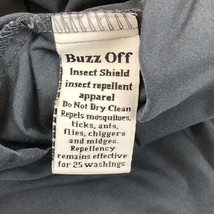 Buzz Off
Insect Shield
insect repellent
apparel
Do Not Dry Clean
Repels mosquitoes,
ticks, ants,
flies, chiggers
and midges.
Repellency
remains effective
for 25 washings